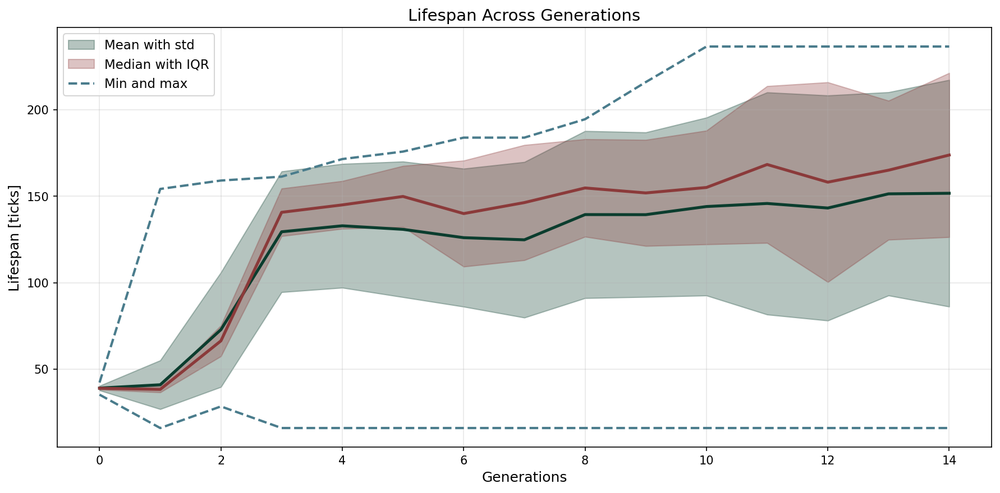 Lifespan Across Generations
Mean with std
Median with IQR
Min and max
Lifespan [ticks]
200
150
100
50
0 2 4 6 8 10 12 14
Generations